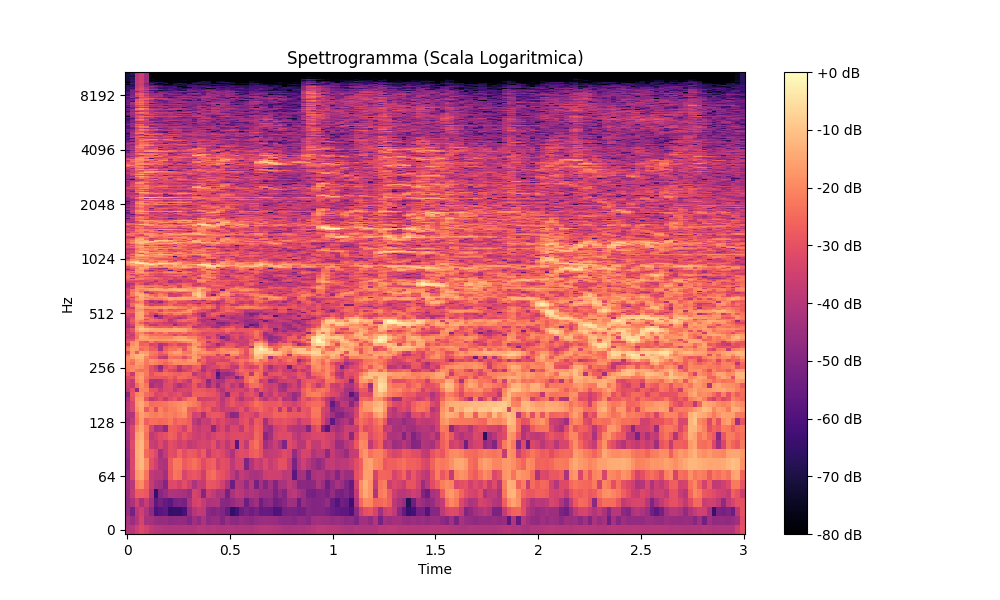 Spettrogramma (Scala Logaritmica)
Hz
8192
4096
2048
1024
512
256
128
64
0
0 0.5 1 1.5 2 2.5 3
Time
+0 dB
-10 dB
-20 dB
-30 dB
-40 dB
-50 dB
-60 dB
-70 dB
-80 dB